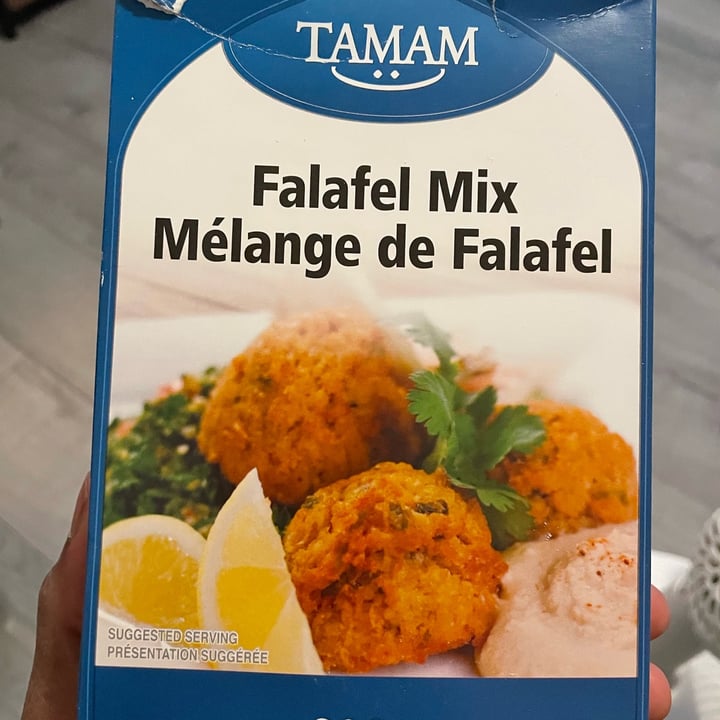 TAMAM
Falafel Mix
Mélange de Falafel
SUGGESTED SERVING
PRÉSENTATION SUGGÉRÉE